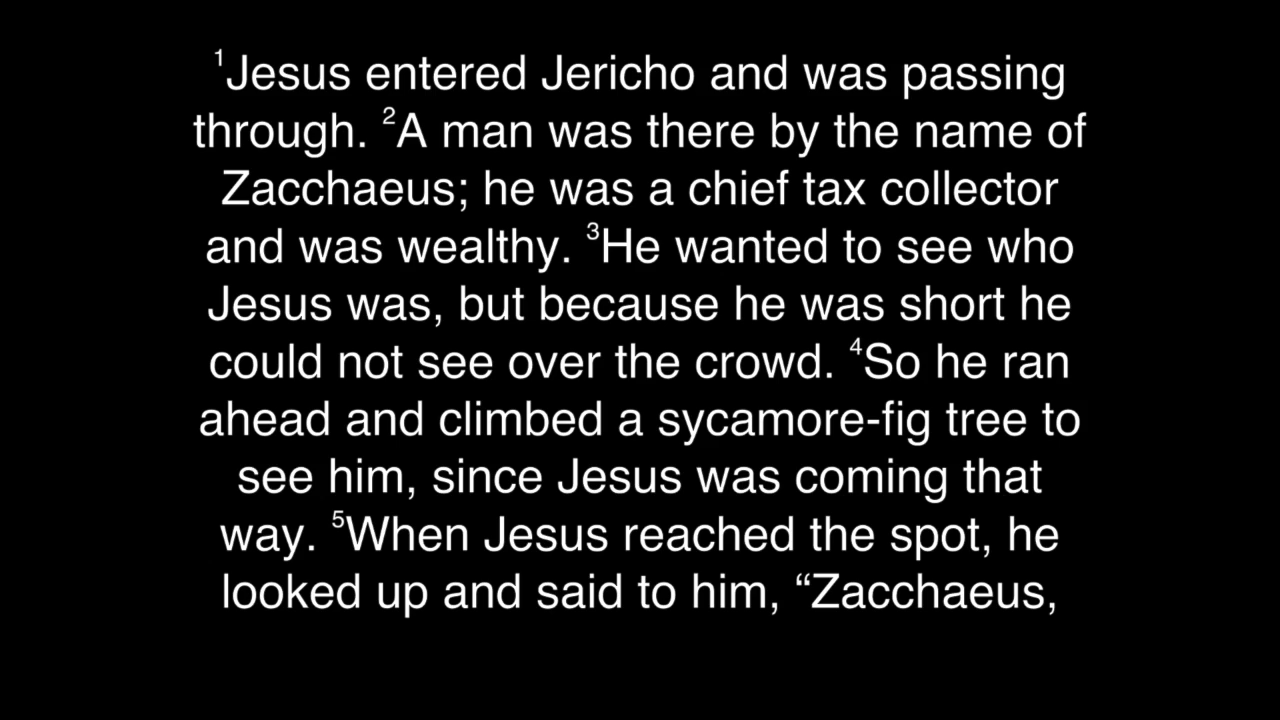 ¹Jesus entered Jericho and was passing
through. ²A man was there by the name of
Zacchaeus; he was a chief tax collector
and was wealthy. ³He wanted to see who
Jesus was, but because he was short he
could not see over the crowd. ⁴So he ran
ahead and climbed a sycamore-fig tree to
see him, since Jesus was coming that
way. ⁵When Jesus reached the spot, he
looked up and said to him, “Zacchaeus,